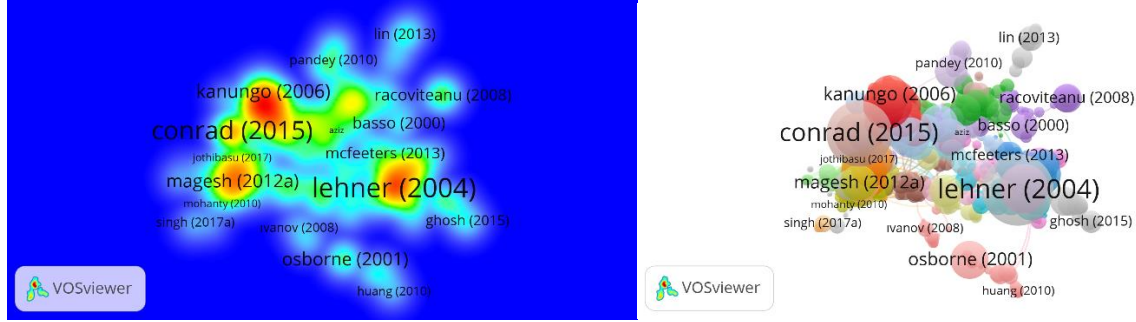 lin (2013)
pandey (2010)
kanungo (2006)
racoviteanu (2008)
conrad (2015)
aziz
basso (2000)
jothibasu (2017)
mcfeeters (2013)
magesh (2012a)
lehner (2004)
mohanty (2010)
singh (2017a)
ivanov (2008)
ghosh (2015)
osborne (2001)
huang (2010)
VOSviewer
lin (2013)
pandey (2010)
kanungo (2006)
racoviteanu (2008)
conrad (2015)
aziz
basso (2000)
jothibasu (2017)
mcfeeters (2013)
magesh (2012a)
lehner (2004)
mohanty (2010)
singh (2017a)
ivanov (2008)
ghosh (2015)
osborne (2001)
huang (2010)
VOSviewer